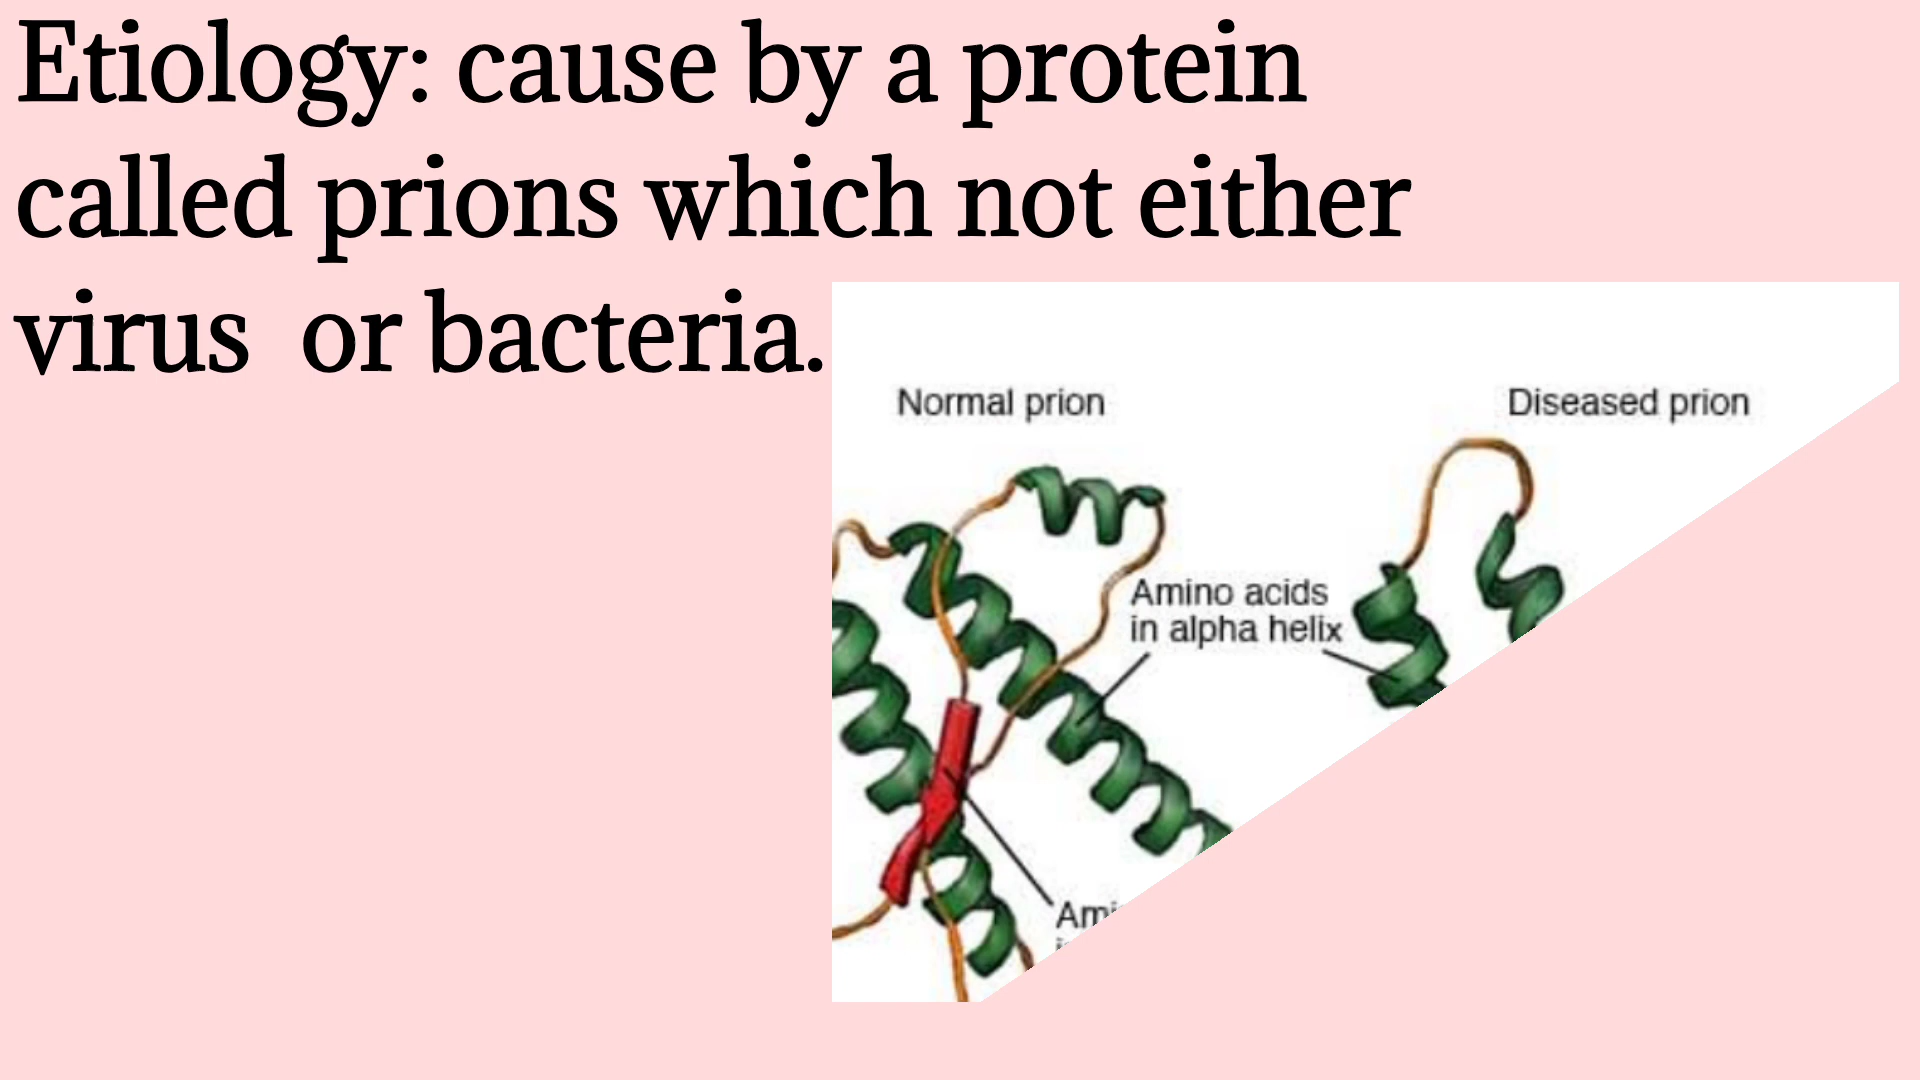 Etiology: cause by a protein
called prions which not either
virus  or bacteria.
Normal prion
Diseased prion
Amino acids
in alpha helix